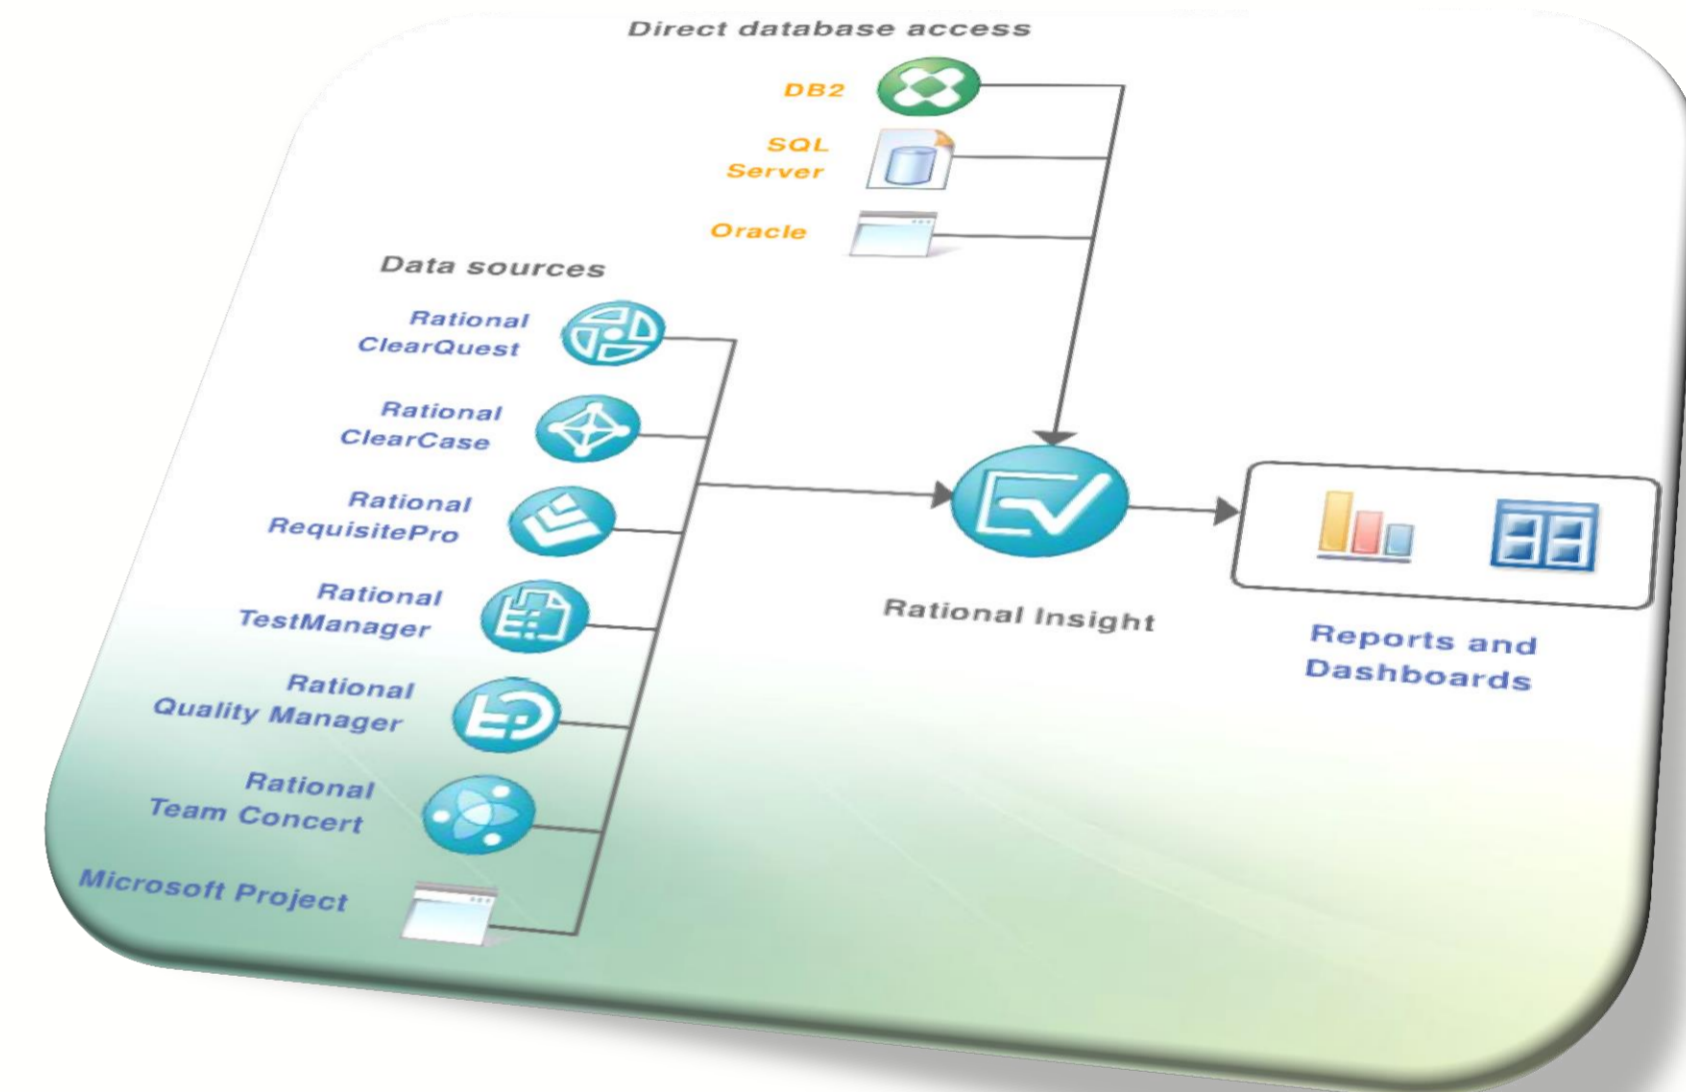 Direct database access
DB2
SQL
Server
Oracle
Data sources
Rational
ClearQuest
Rational
ClearCase
Rational
RequisitePro
Rational
TestManager
Rational
Quality Manager
Rational
Team Concert
Microsoft Project
Rational Insight
Reports and
Dashboards